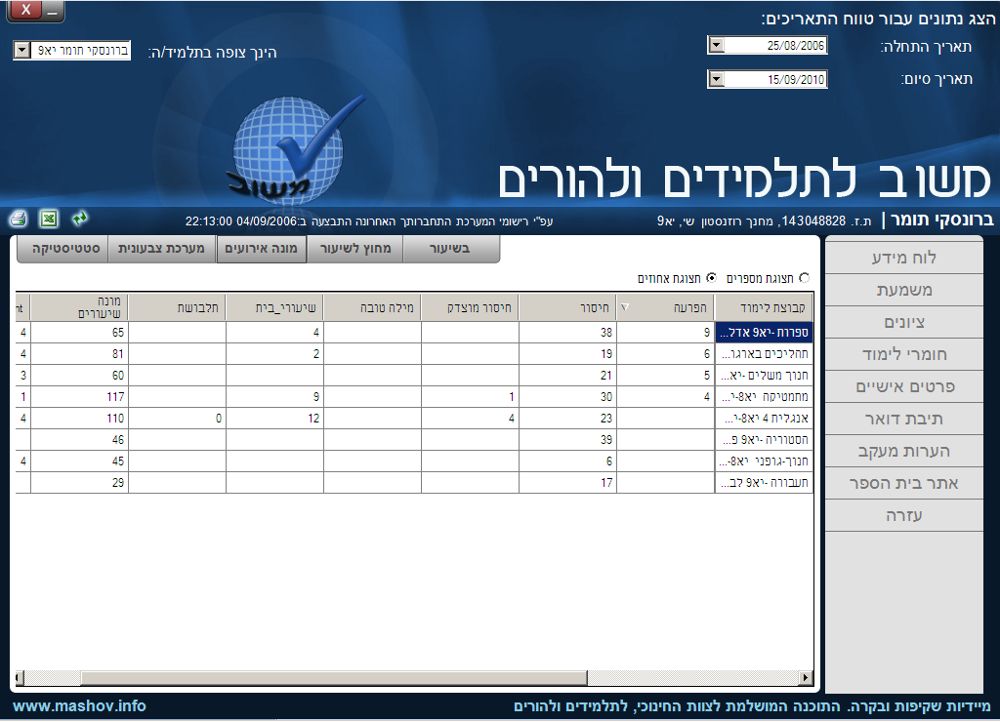 X _
הצג נתונים עבור טווח התאריכים:
תאריך התחלה: 25/08/2006
הינך צופה בתלמיד/ה: ברונסקי תומר יא9
תאריך סיום: 15/09/2010
משוב
משוב לתלמידים ולהורים
ברונסקי תומר | ת.ז. 143048828, מחנך רוזנסטון שי, יא9 עפ"י רישומי המערכת התחברותך האחרונה התבצעה ב:04/09/2006 22:13:00
לוח מידע
משמעת
ציונים
חומרי לימוד
פרטים אישיים
תיבת דואר
הערות מעקב
אתר בית הספר
עזרה
בשיעור מחוץ לשיעור מונה אירועים מערכת צבעונית סטטיסטיקה
תצוגת מספרים תצוגת אחוזים
קבוצת לימוד הפרעה חיסור חיסור מוצדק מילה טובה שיעורי_בית תלבושת מונה שיעורים nt
ספרות -יא9 אדל... 9 38 4 65 4
תהליכים בארגו... 6 19 2 81 4
חנוך משלים -יא... 5 21 60 3
מתמטיקה יא8-י... 4 30 1 9 117 1
אנגלית 4 יא8-י... 23 4 12 0 110 4
הסטוריה -יא9 פ... 39 46
חנוך-גופני יא8-... 6 45 4
תעבורה -יא9 לב... 17 29
מיידיות שקיפות ובקרה. התוכנה המושלמת לצוות החינוכי, לתלמידים ולהורים
www.mashov.info